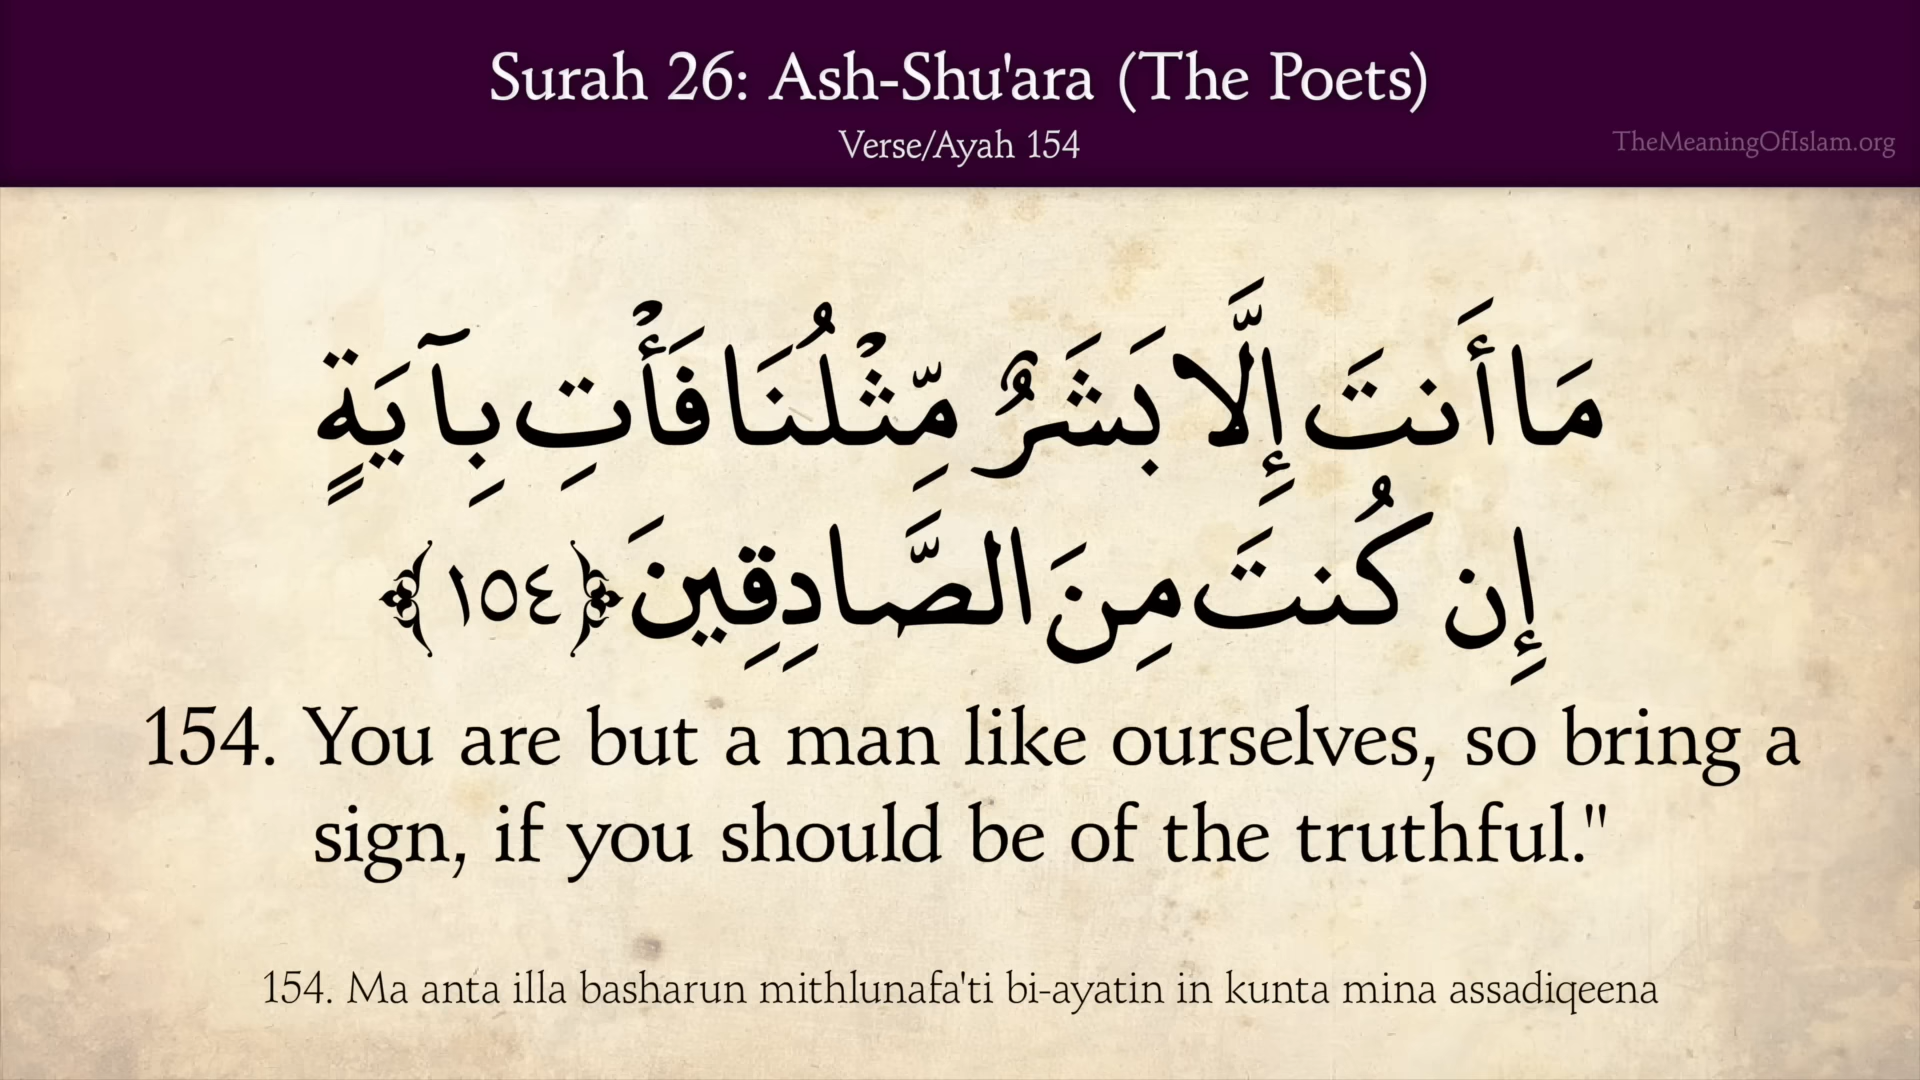 Surah 26: Ash-Shu'ara (The Poets)
Verse/Ayah 154
TheMeaningOfIslam.org
مَا أَنتَ إِلَّا بَشَرٌ مِّثْلُنَا فَأْتِ بِآيَةٍ
إِن كُنتَ مِنَ الصَّادِقِينَ ﴿١٥٤﴾
154. You are but a man like ourselves, so bring a
sign, if you should be of the truthful."
154. Ma anta illa basharun mithlunafa'ti bi-ayatin in kunta mina assadiqeena